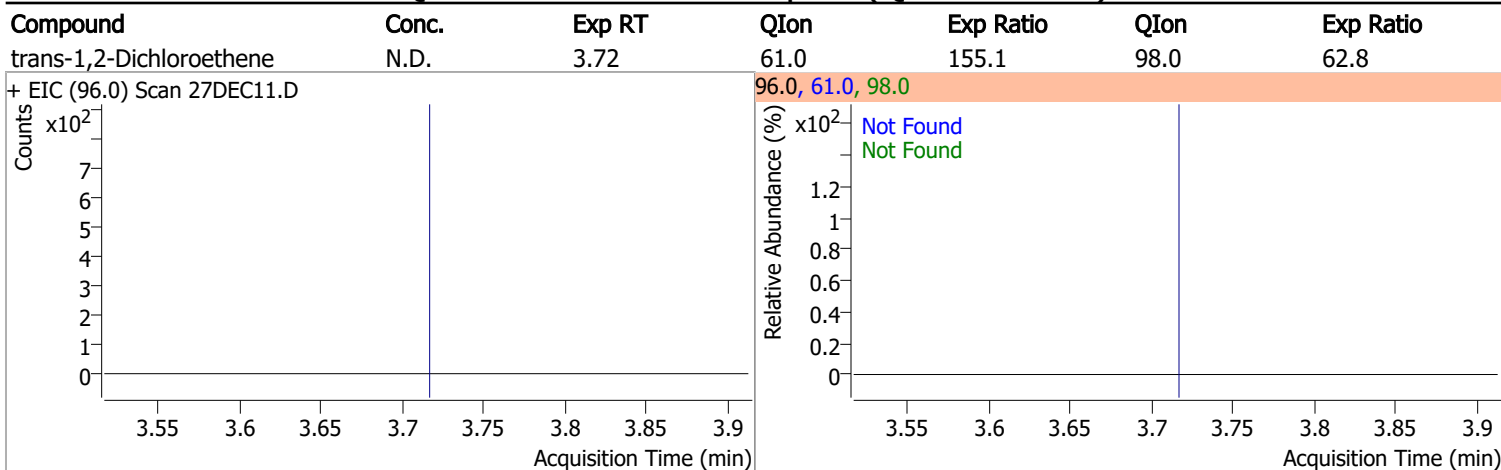 Compound Conc. Exp RT QIon Exp Ratio QIon Exp Ratio
trans-1,2-Dichloroethene N.D. 3.72 61.0 155.1 98.0 62.8
+ EIC (96.0) Scan 27DEC11.D
Counts
x10²
7
6
5
4
3
2
1
0
3.55 3.6 3.65 3.7 3.75 3.8 3.85 3.9
Acquisition Time (min)
96.0, 61.0, 98.0
Relative Abundance (%)
x10²
Not Found
Not Found
1.2
1
0.8
0.6
0.4
0.2
0
3.55 3.6 3.65 3.7 3.75 3.8 3.85 3.9
Acquisition Time (min)